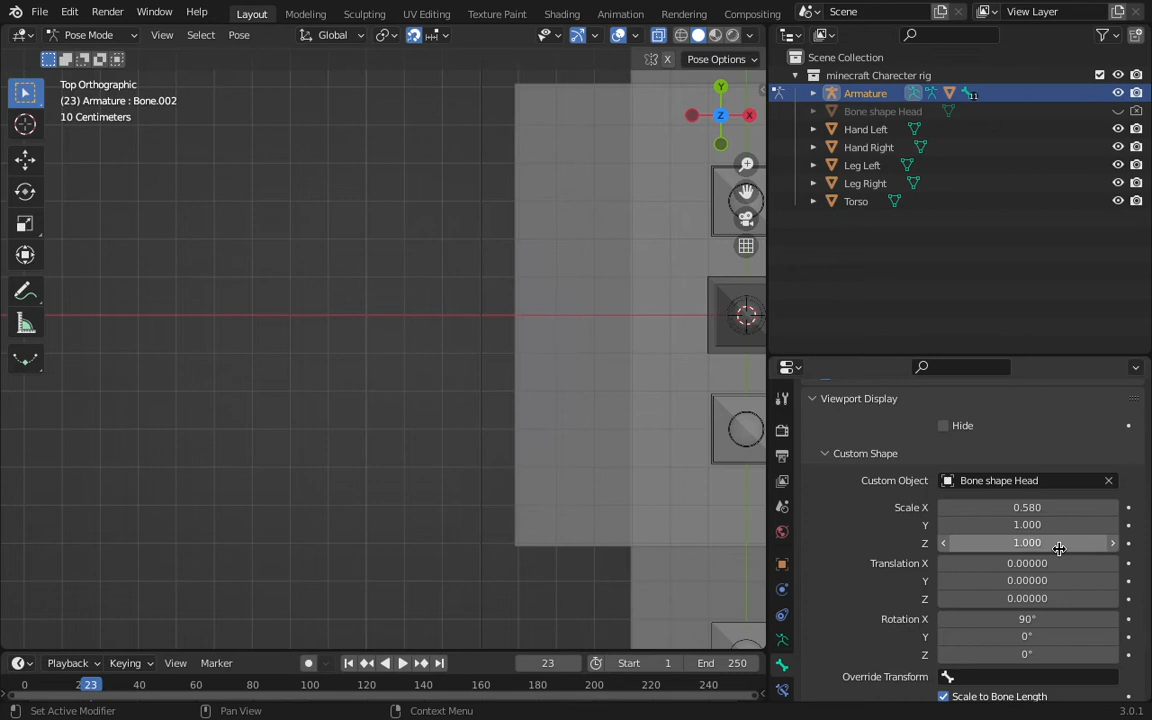 File Edit Render Window Help Layout Modeling Sculpting UV Editing Texture Paint Shading Animation Rendering Compositing Scene View Layer
Pose Mode View Select Pose Global
X Pose Options
Top Orthographic
(23) Armature : Bone.002
10 Centimeters
Y
Z
X
Scene Collection
minecraft Charecter rig
Armature 11
Bone shape Head
Hand Left
Hand Right
Leg Left
Leg Right
Torso
Viewport Display
Hide
Custom Shape
Custom Object Bone shape Head
Scale X 0.580
Y 1.000
Z 1.000
Translation X 0.00000
Y 0.00000
Z 0.00000
Rotation X 90°
Y 0°
Z 0°
Override Transform
Scale to Bone Length
Playback Keying View Marker 23 Start 1 End 250
0 23 40 60 80 100 120 140 160 180 200 220 240
Set Active Modifier Pan View Context Menu 3.0.1